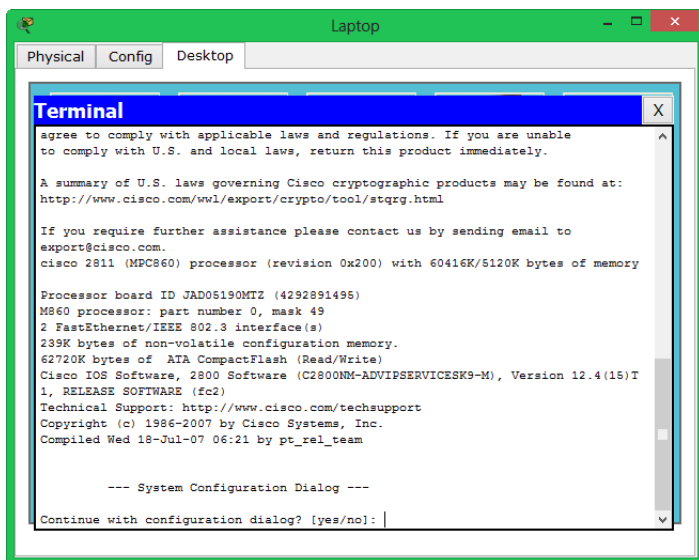 Laptop
Physical Config Desktop
Terminal X
agree to comply with applicable laws and regulations. If you are unable
to comply with U.S. and local laws, return this product immediately.
A summary of U.S. laws governing Cisco cryptographic products may be found at:
http://www.cisco.com/wwl/export/crypto/tool/stqrg.html
If you require further assistance please contact us by sending email to
export@cisco.com.
cisco 2811 (MPC860) processor (revision 0x200) with 60416K/5120K bytes of memory
Processor board ID JAD05190MTZ (4292891495)
M860 processor: part number 0, mask 49
2 FastEthernet/IEEE 802.3 interface(s)
239K bytes of non-volatile configuration memory.
62720K bytes of  ATA CompactFlash (Read/Write)
Cisco IOS Software, 2800 Software (C2800NM-ADVIPSERVICESK9-M), Version 12.4(15)T
1, RELEASE SOFTWARE (fc2)
Technical Support: http://www.cisco.com/techsupport
Copyright (c) 1986-2007 by Cisco Systems, Inc.
Compiled Wed 18-Jul-07 06:21 by pt_rel_team
--- System Configuration Dialog ---
Continue with configuration dialog? [yes/no]: